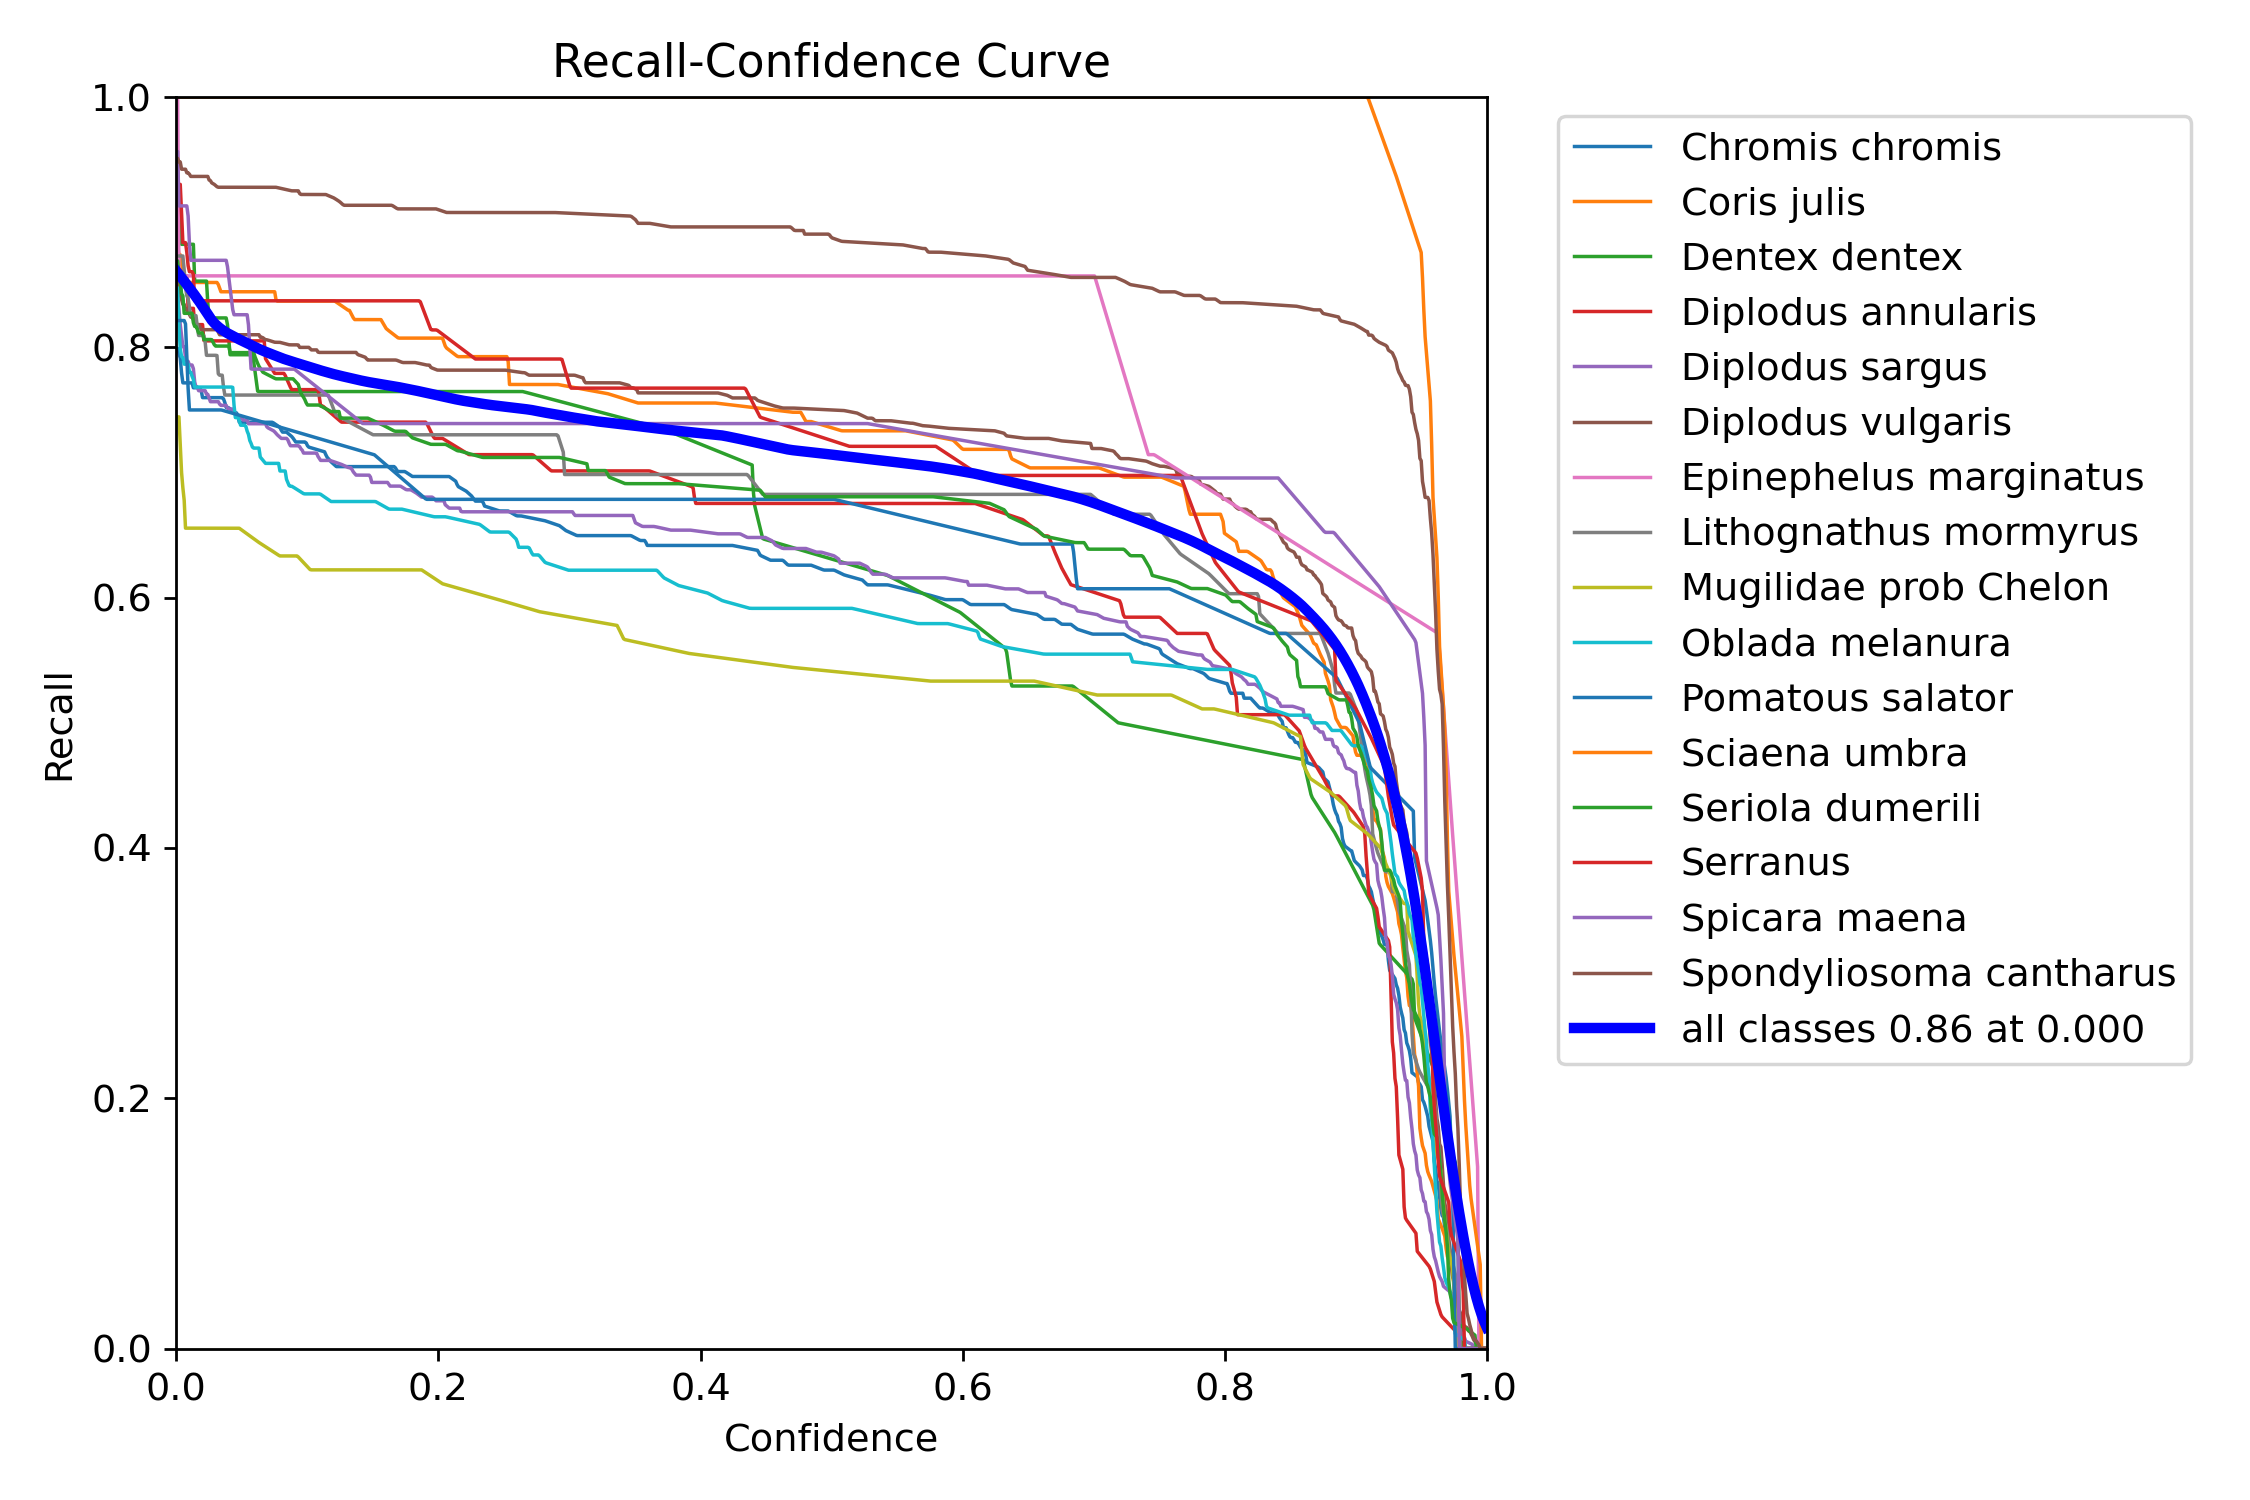 Recall-Confidence Curve
1.0
0.8
0.6
0.4
0.2
0.0
Recall
0.0 0.2 0.4 0.6 0.8 1.0
Confidence
Chromis chromis
Coris julis
Dentex dentex
Diplodus annularis
Diplodus sargus
Diplodus vulgaris
Epinephelus marginatus
Lithognathus mormyrus
Mugilidae prob Chelon
Oblada melanura
Pomatous salator
Sciaena umbra
Seriola dumerili
Serranus
Spicara maena
Spondyliosoma cantharus
all classes 0.86 at 0.000